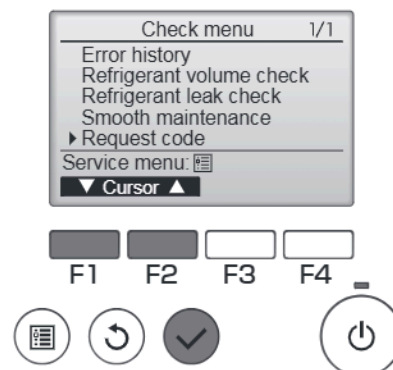 Check menu 1/1
Error history
Refrigerant volume check
Refrigerant leak check
Smooth maintenance
Request code
Service menu:
Cursor
F1 F2 F3 F4